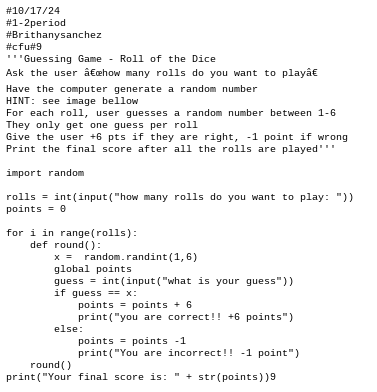 #10/17/24
#1-2period
#Brithanysanchez
#cfu#9
'''Guessing Game - Roll of the Dice
Ask the user â€œhow many rolls do you want to playâ€
Have the computer generate a random number
HINT: see image bellow
For each roll, user guesses a random number between 1-6
They only get one guess per roll
Give the user +6 pts if they are right, -1 point if wrong
Print the final score after all the rolls are played'''

import random

rolls = int(input("how many rolls do you want to play: "))
points = 0

for i in range(rolls):
    def round():
        x =  random.randint(1,6)
        global points
        guess = int(input("what is your guess"))
        if guess == x:
            points = points + 6
            print("you are correct!! +6 points")
        else:
            points = points -1
            print("You are incorrect!! -1 point")
    round()
print("Your final score is: " + str(points))9